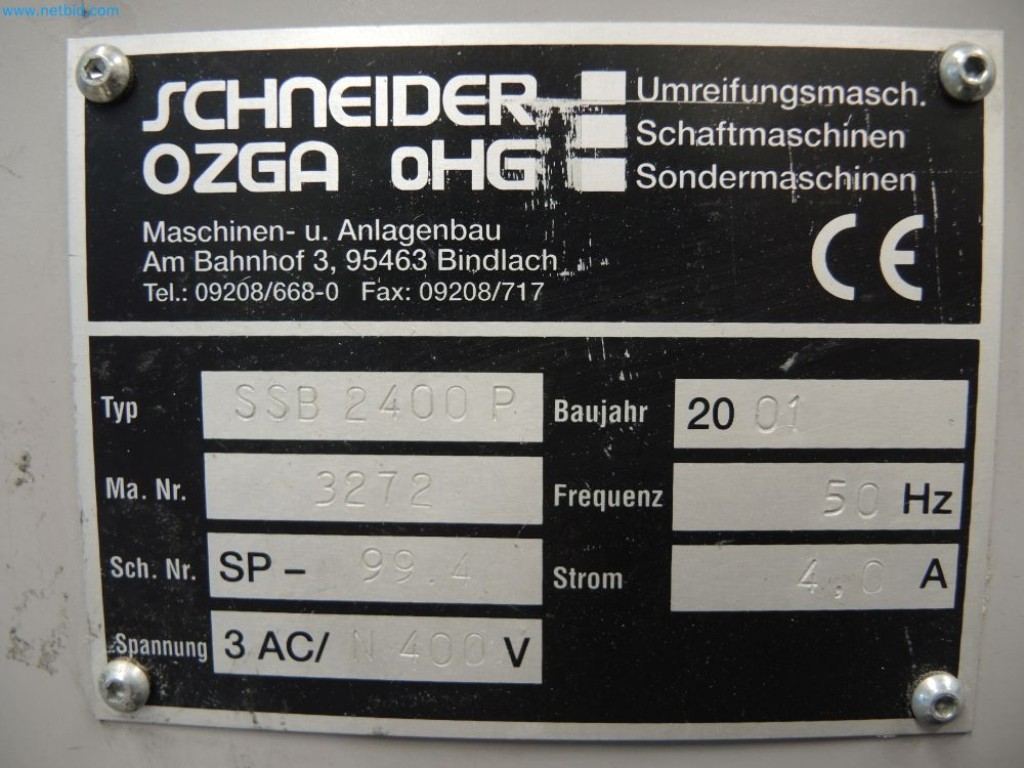 www.netbid.com
SCHNEIDER
OZGA OHG
Umreifungsmasch.
Schaftmaschinen
Sondermaschinen
Maschinen- u. Anlagenbau
Am Bahnhof 3, 95463 Bindlach
Tel.: 09208/668-0 Fax: 09208/717
CE
Typ SSB 2400 P
Baujahr 20 01
Ma. Nr. 3272
Frequenz 50 Hz
Sch. Nr. SP - 99.4
Strom 4,0 A
Spannung 3 AC/ N 400 V